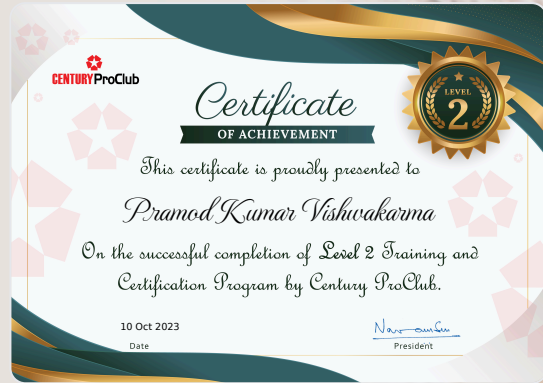 CENTURY ProClub
LEVEL
2
Certificate
OF ACHIEVEMENT
This certificate is proudly presented to
Pramod Kumar Vishwakarma
On the successful completion of Level 2 Training and
Certification Program by Century ProClub.
10 Oct 2023
Date
President